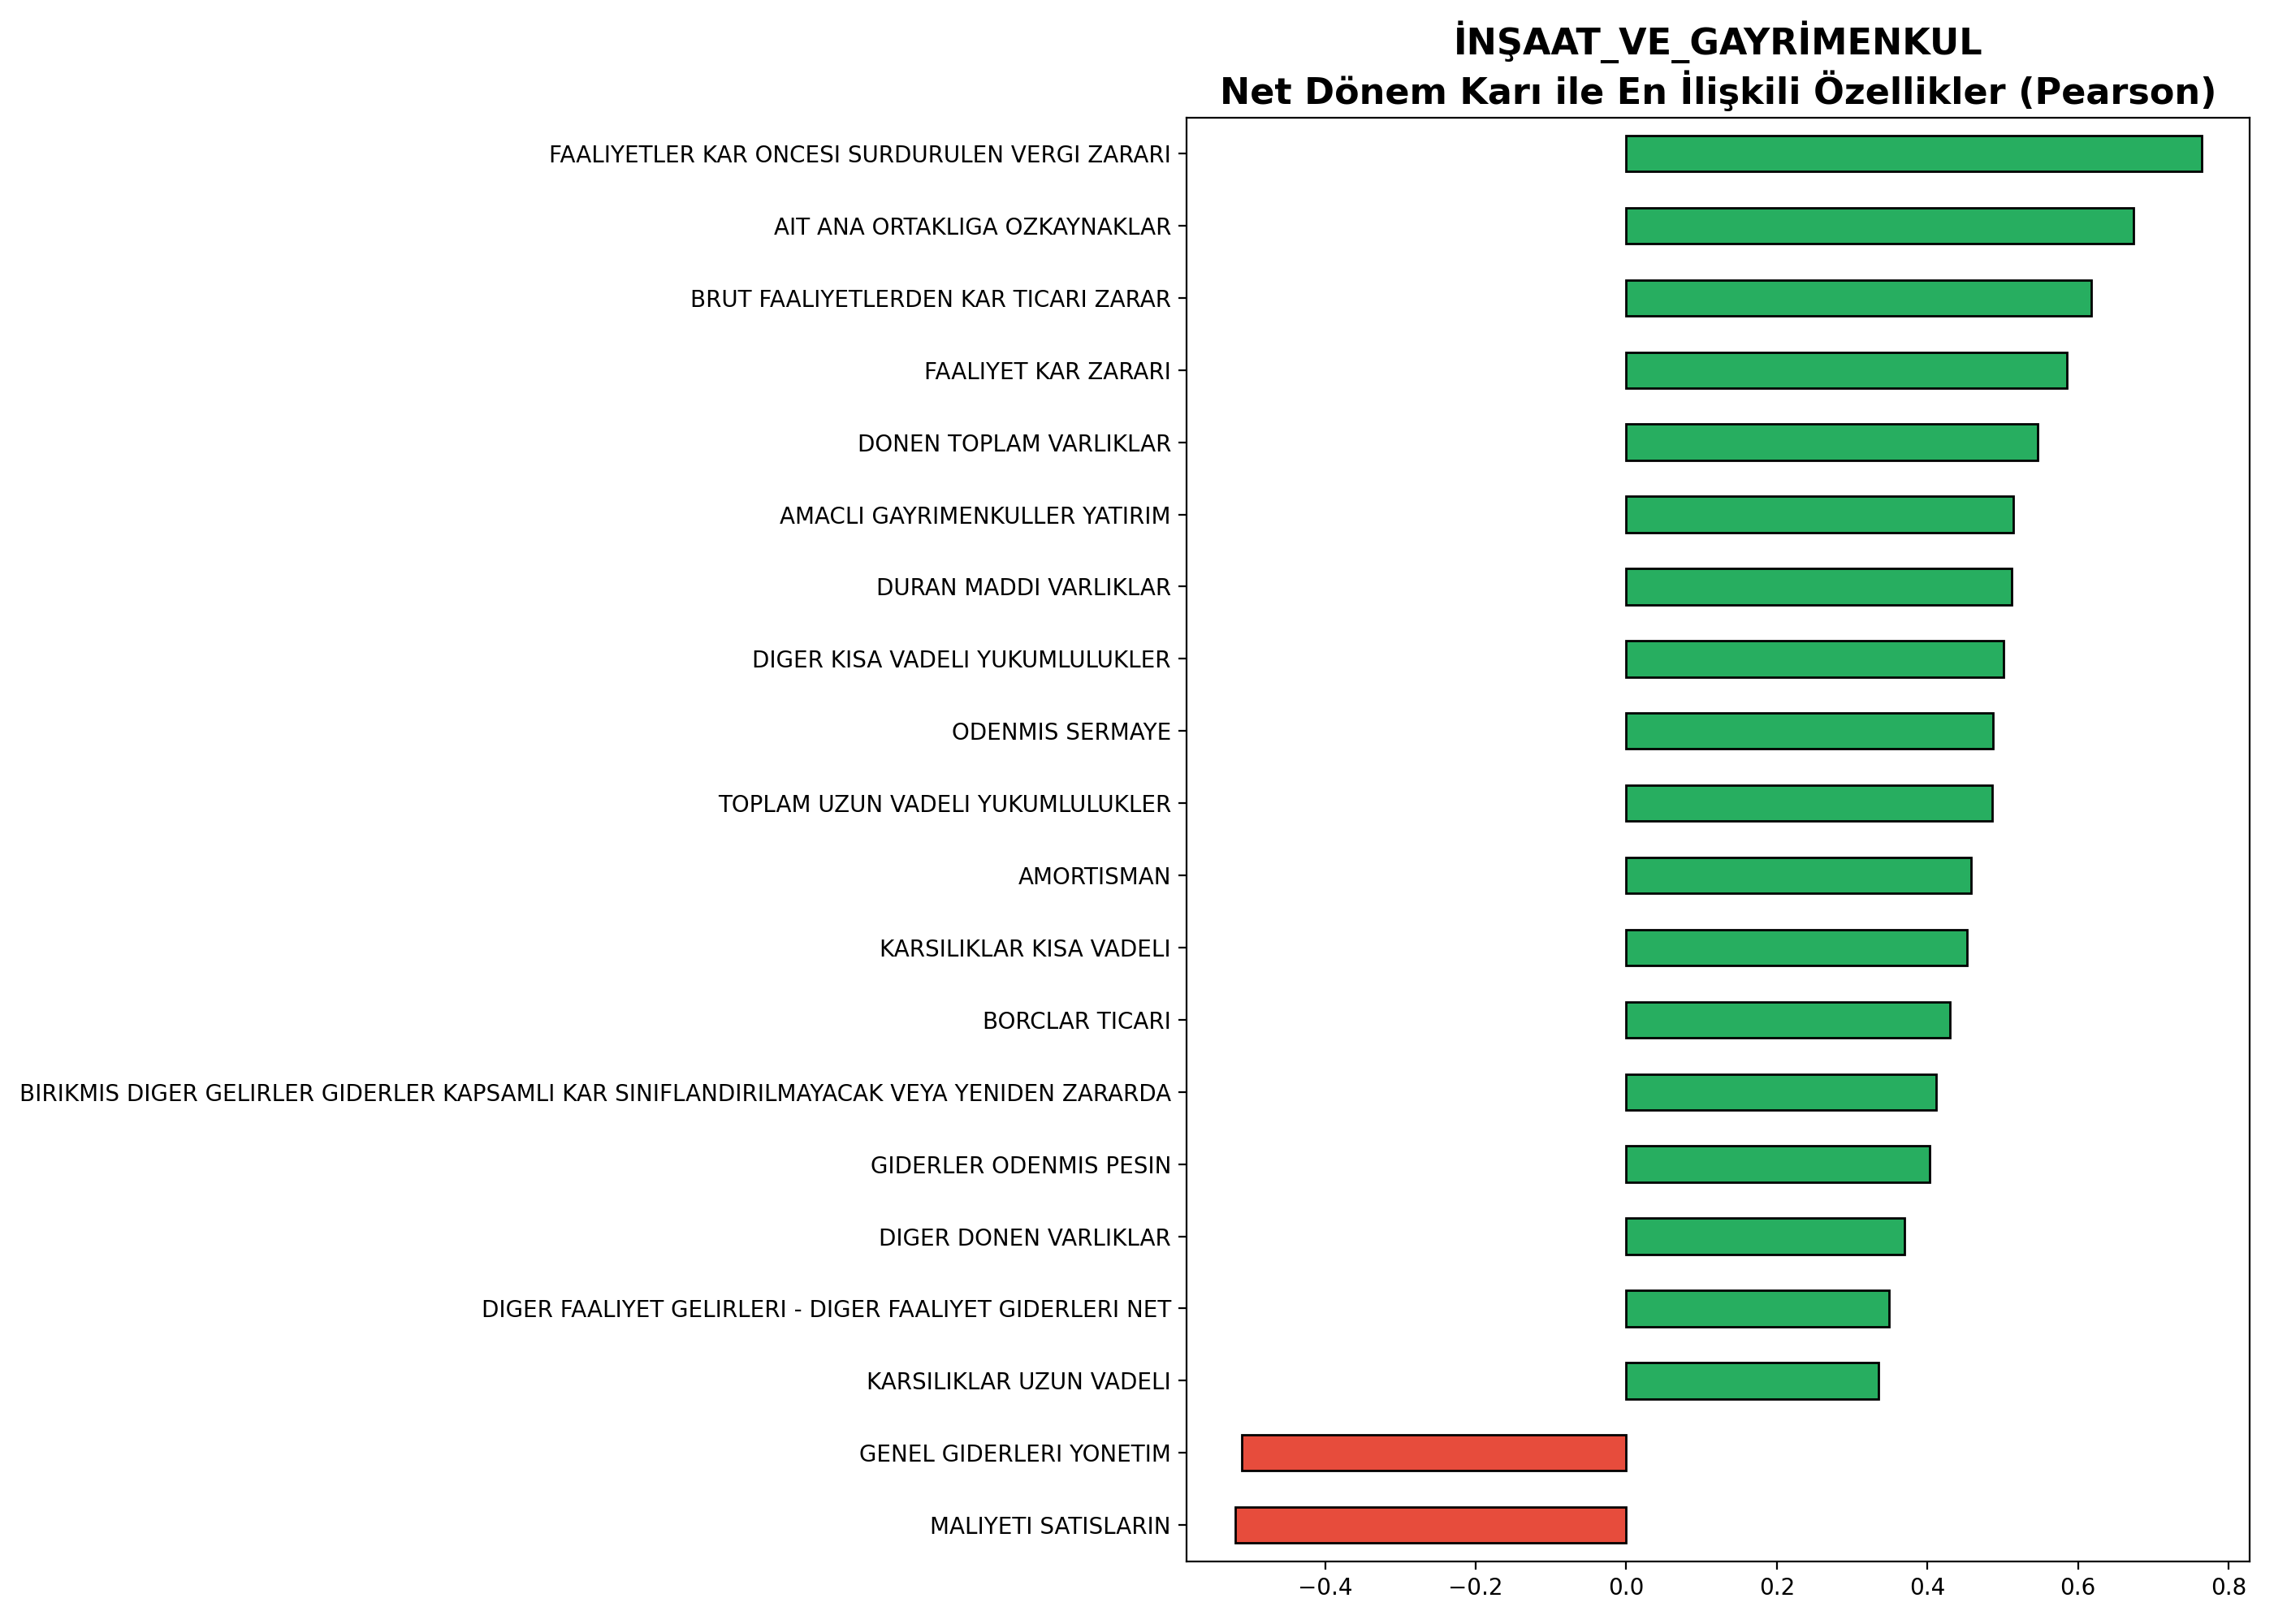 İNŞAAT_VE_GAYRİMENKUL
Net Dönem Karı ile En İlişkili Özellikler (Pearson)
FAALIYETLER KAR ONCESI SURDURULEN VERGI ZARARI
AIT ANA ORTAKLIGA OZKAYNAKLAR
BRUT FAALIYETLERDEN KAR TICARI ZARAR
FAALIYET KAR ZARARI
DONEN TOPLAM VARLIKLAR
AMACLI GAYRIMENKULLER YATIRIM
DURAN MADDI VARLIKLAR
DIGER KISA VADELI YUKUMLULUKLER
ODENMIS SERMAYE
TOPLAM UZUN VADELI YUKUMLULUKLER
AMORTISMAN
KARSILIKLAR KISA VADELI
BORCLAR TICARI
BIRIKMIS DIGER GELIRLER GIDERLER KAPSAMLI KAR SINIFLANDIRILMAYACAK VEYA YENIDEN ZARARDA
GIDERLER ODENMIS PESIN
DIGER DONEN VARLIKLAR
DIGER FAALIYET GELIRLERI - DIGER FAALIYET GIDERLERI NET
KARSILIKLAR UZUN VADELI
GENEL GIDERLERI YONETIM
MALIYETI SATISLARIN
−0.4 −0.2 0.0 0.2 0.4 0.6 0.8